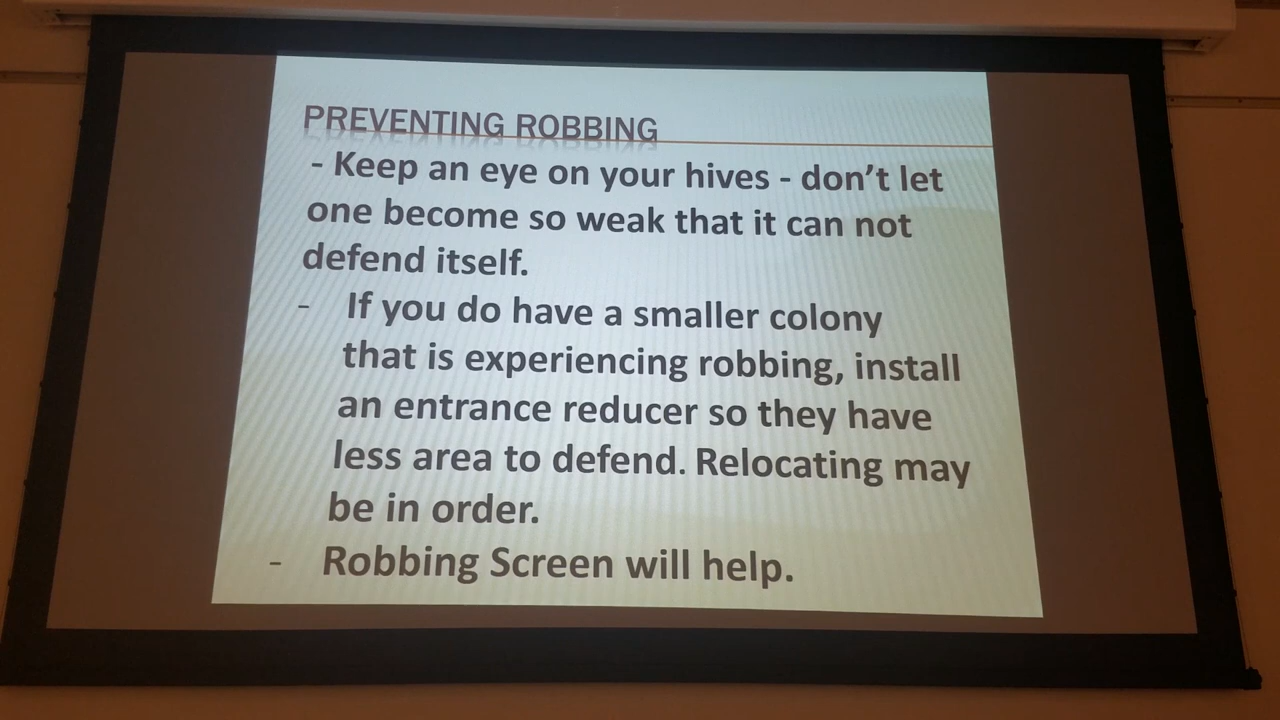 PREVENTING ROBBING
- Keep an eye on your hives - don't let
one become so weak that it can not
defend itself.
- If you do have a smaller colony
that is experiencing robbing, install
an entrance reducer so they have
less area to defend. Relocating may
be in order.
- Robbing Screen will help.